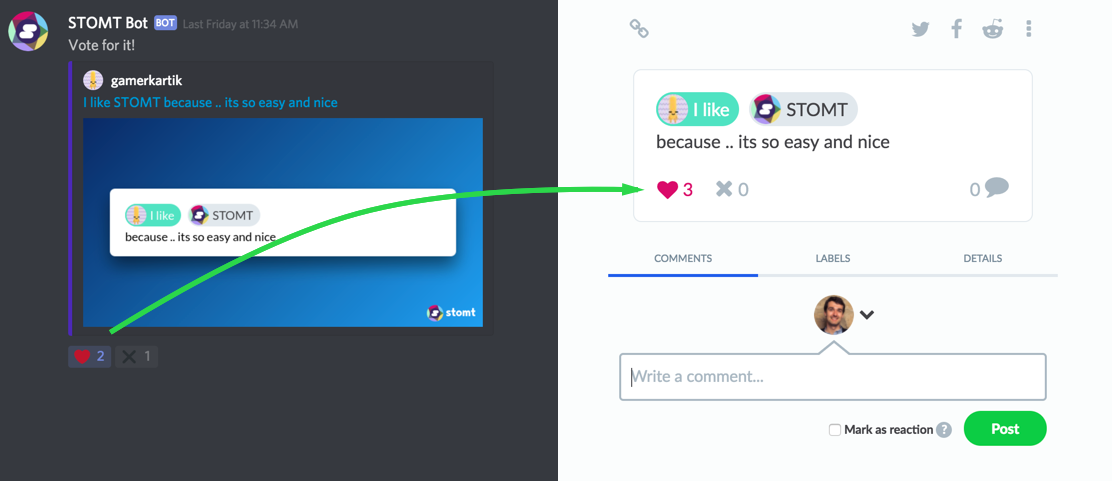 STOMT Bot BOT Last Friday at 11:34 AM
Vote for it!
gamerkartik
I like STOMT because .. its so easy and nice
I like STOMT
because .. its so easy and nice
stomt
2 1
I like STOMT
because .. its so easy and nice
3 0 0
COMMENTS LABELS DETAILS
Write a comment...
Mark as reaction ? Post